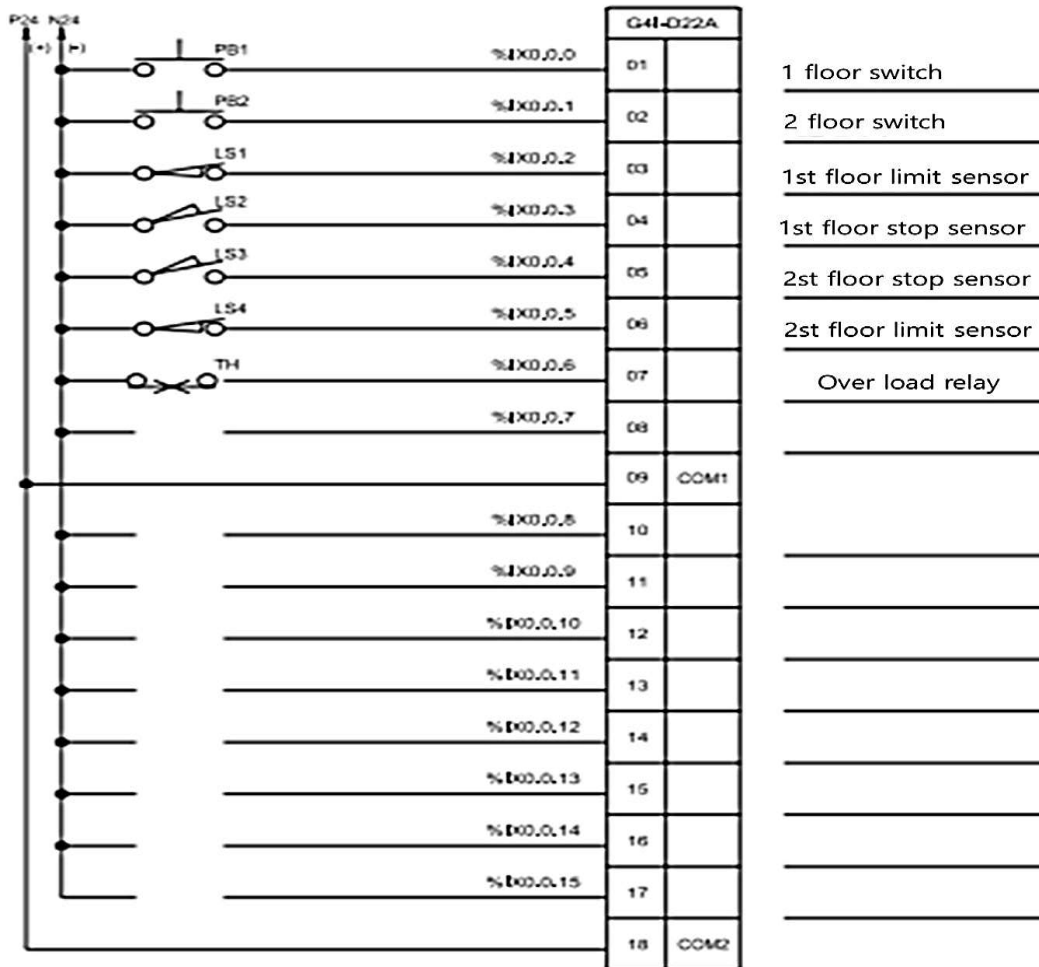 P24 N24
G4I-D22A
(+) (-)
PB1 %IX0.0.0 01 1 floor switch
PB2 %IX0.0.1 02 2 floor switch
LS1 %IX0.0.2 03 1st floor limit sensor
LS2 %IX0.0.3 04 1st floor stop sensor
LS3 %IX0.0.4 05 2st floor stop sensor
LS4 %IX0.0.5 06 2st floor limit sensor
TH %IX0.0.6 07 Over load relay
%IX0.0.7 08
09 COM1
%IX0.0.8 10
%IX0.0.9 11
%IX0.0.10 12
%IX0.0.11 13
%IX0.0.12 14
%IX0.0.13 15
%IX0.0.14 16
%IX0.0.15 17
18 COM2